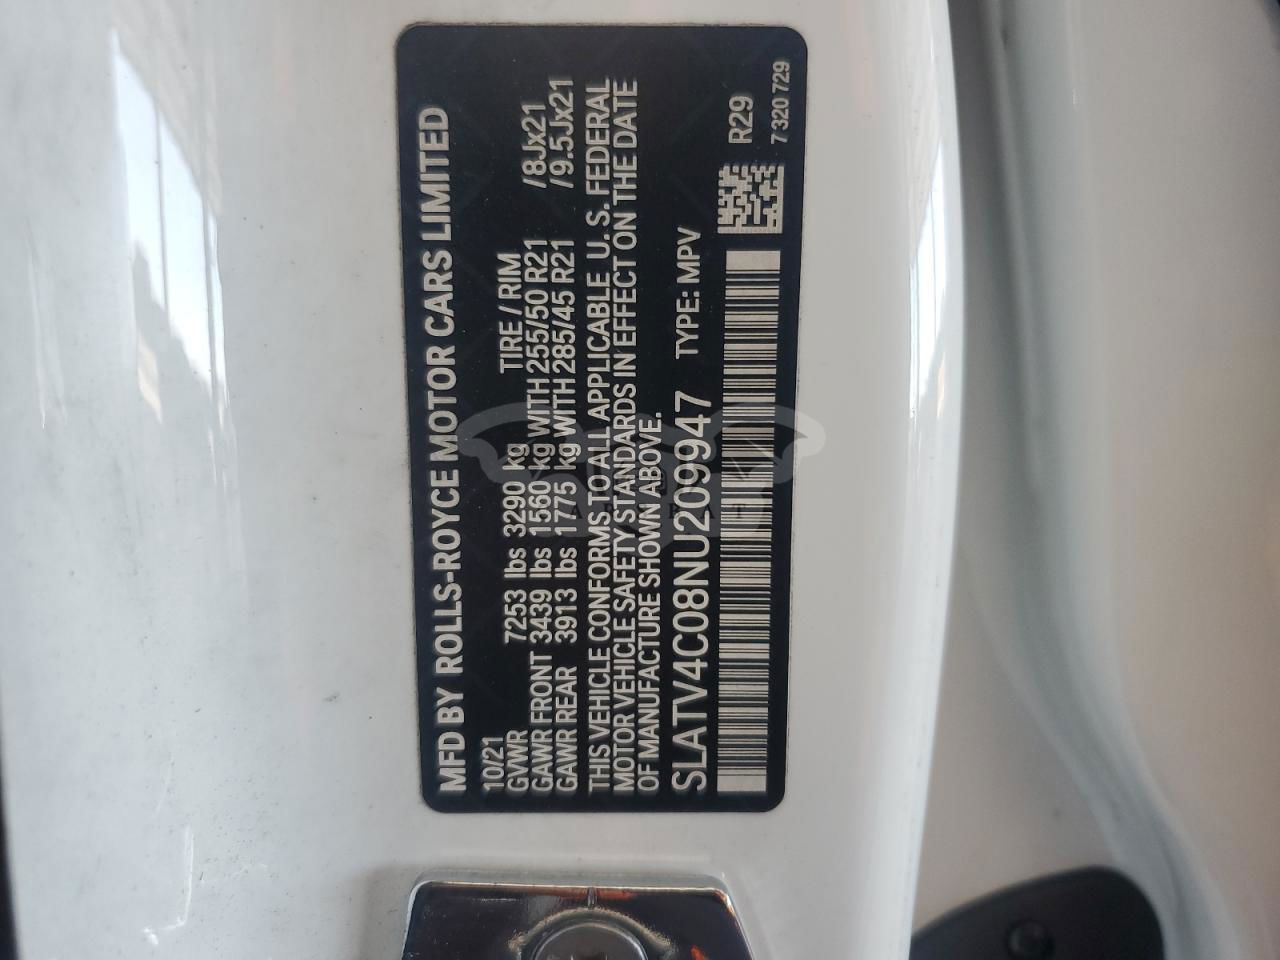 MFD BY ROLLS-ROYCE MOTOR CARS LIMITED
10/21 TIRE / RIM
GVWR 7253 lbs 3290 kg
GAWR FRONT 3439 lbs 1560 kg WITH 255/50 R21 /8Jx21
GAWR REAR 3913 lbs 1775 kg WITH 285/45 R21 /9.5Jx21
THIS VEHICLE CONFORMS TO ALL APPLICABLE U. S. FEDERAL
MOTOR VEHICLE SAFETY STANDARDS IN EFFECT ON THE DATE
OF MANUFACTURE SHOWN ABOVE.
SLATV4C08NU209947 TYPE: MPV
R29
7 320 729